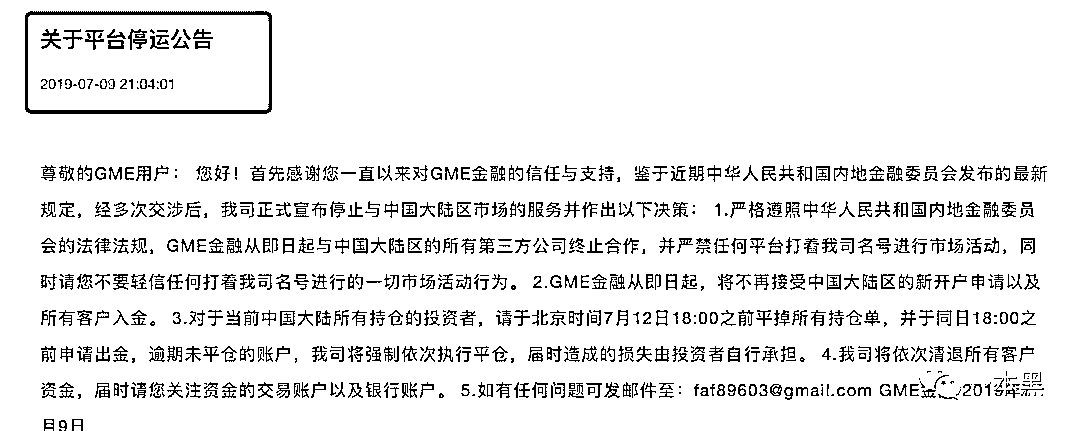 关于平台停运公告
2019-07-09 21:04:01
尊敬的GME用户： 您好！首先感谢您一直以来对GME金融的信任与支持，鉴于近期中华人民共和国内地金融委员会发布的最新
规定，经多次交涉后，我司正式宣布停止与中国大陆区市场的服务并作出以下决策： 1.严格遵照中华人民共和国内地金融委员
会的法律法规，GME金融从即日起与中国大陆区的所有第三方公司终止合作，并严禁任何平台打着我司名号进行市场活动，同
时请您不要轻信任何打着我司名号进行的一切市场活动行为。 2.GME金融从即日起，将不再接受中国大陆区的新开户申请以及
所有客户入金。 3.对于当前中国大陆所有持仓的投资者，请于北京时间7月12日18:00之前平掉所有持仓单，并于同日18:00之
前申请出金，逾期未平仓的账户，我司将强制依次执行平仓，届时造成的损失由投资者自行承担。 4.我司将依次清退所有客户
资金，届时请您关注资金的交易账户以及银行账户。 5.如有任何问题可发邮件至：faf89603@gmail.com GME金 2019年
月9日